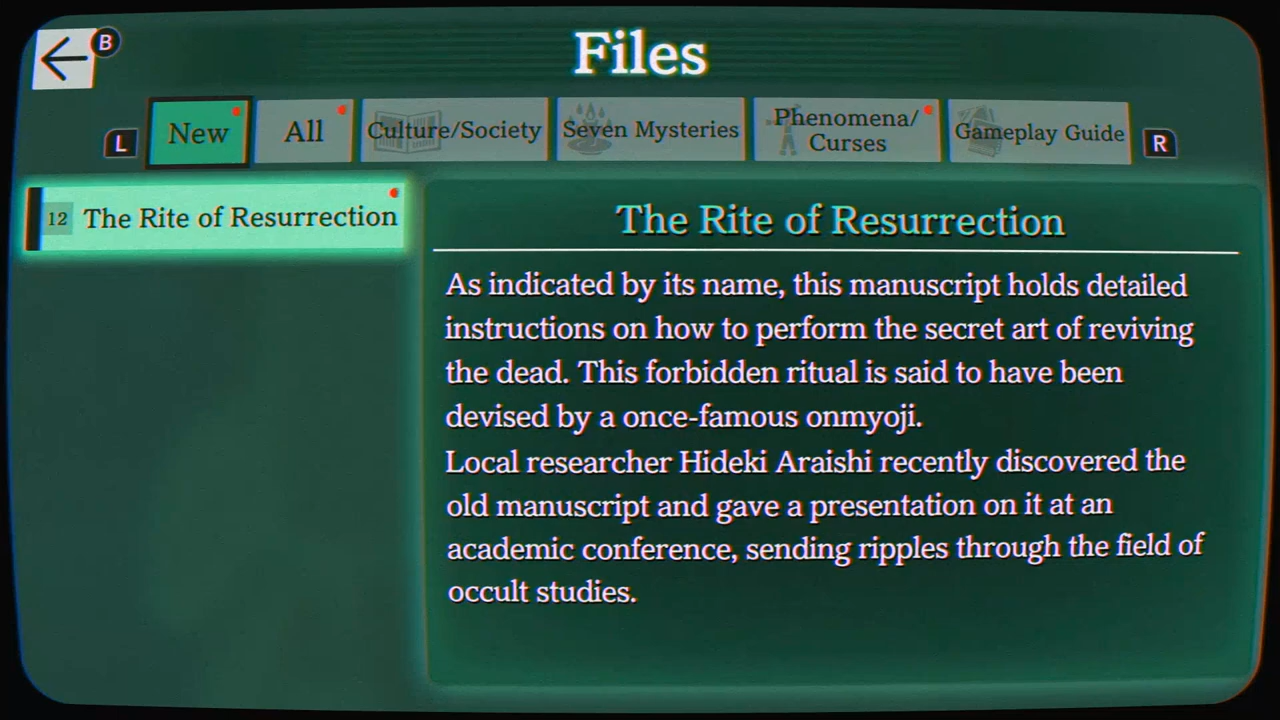 B
Files
L
New
All
Culture/Society
Seven Mysteries
Phenomena/
Curses
Gameplay Guide
R
12 The Rite of Resurrection
The Rite of Resurrection
As indicated by its name, this manuscript holds detailed
instructions on how to perform the secret art of reviving
the dead. This forbidden ritual is said to have been
devised by a once-famous onmyoji.
Local researcher Hideki Araishi recently discovered the
old manuscript and gave a presentation on it at an
academic conference, sending ripples through the field of
occult studies.